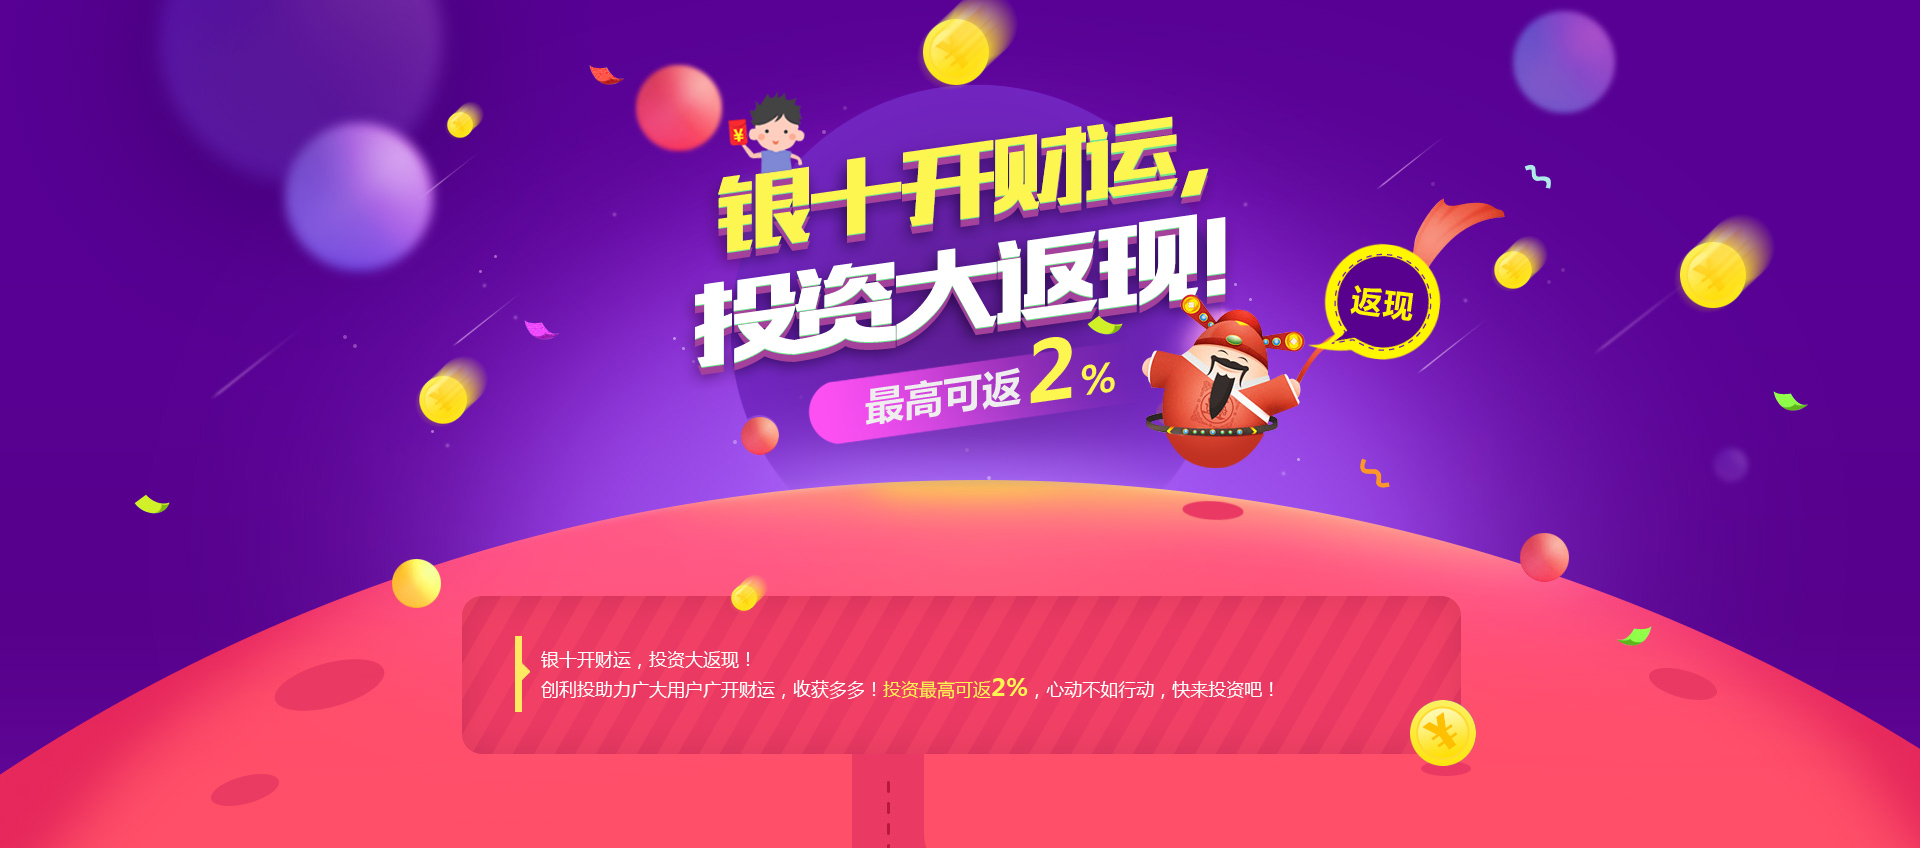 银十开财运,
投资大返现!
最高可返2%
返现
银十开财运，投资大返现！
创利投助力广大用户广开财运，收获多多！投资最高可返2%，心动不如行动，快来投资吧！